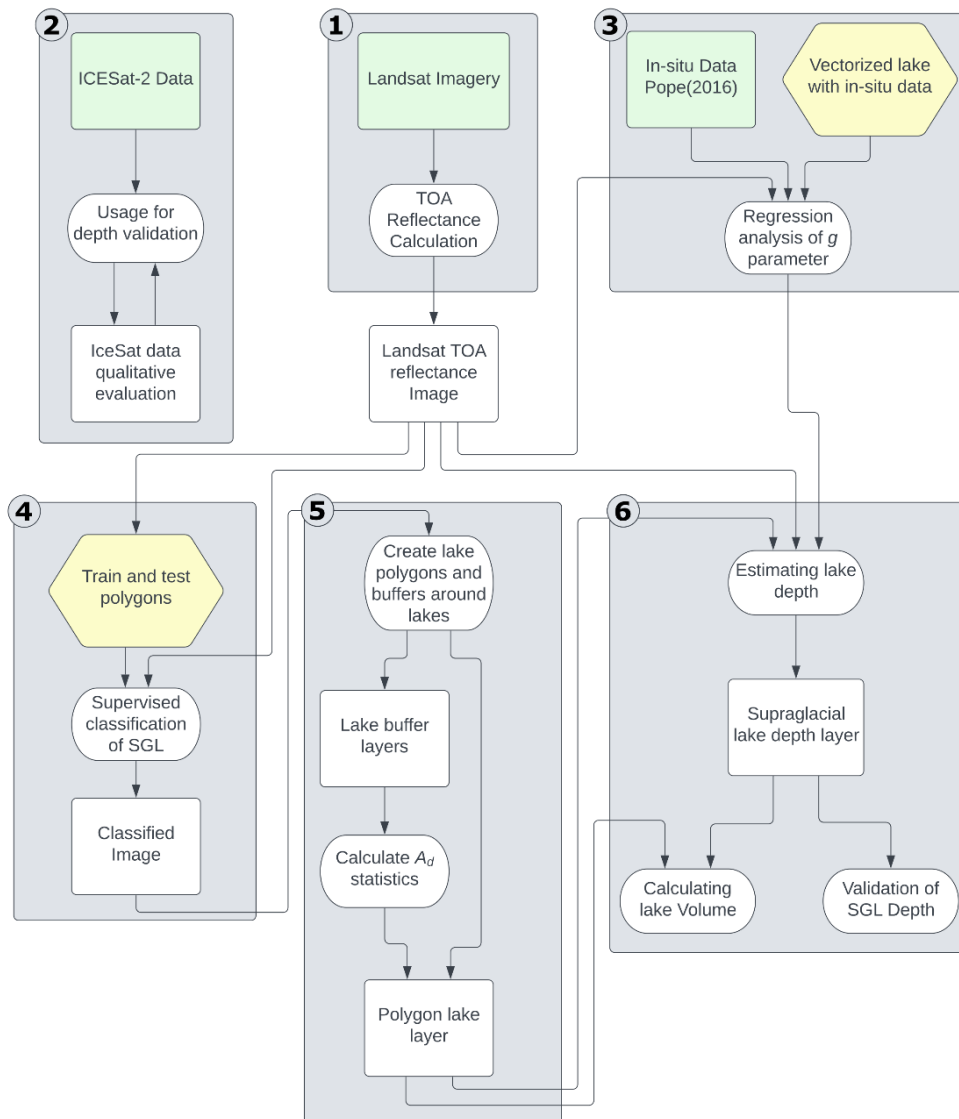 2
ICESat-2 Data
Usage for
depth validation
IceSat data
qualitative
evaluation
1
Landsat Imagery
TOA
Reflectance
Calculation
Landsat TOA
reflectance
Image
3
In-situ Data
Pope(2016)
Vectorized lake
with in-situ data
Regression
analysis of g
parameter
4
Train and test
polygons
Supervised
classification
of SGL
Classified
Image
5
Create lake
polygons and
buffers around
lakes
Lake buffer
layers
Calculate Ad
statistics
Polygon lake
layer
6
Estimating lake
depth
Supraglacial
lake depth layer
Calculating
lake Volume
Validation of
SGL Depth